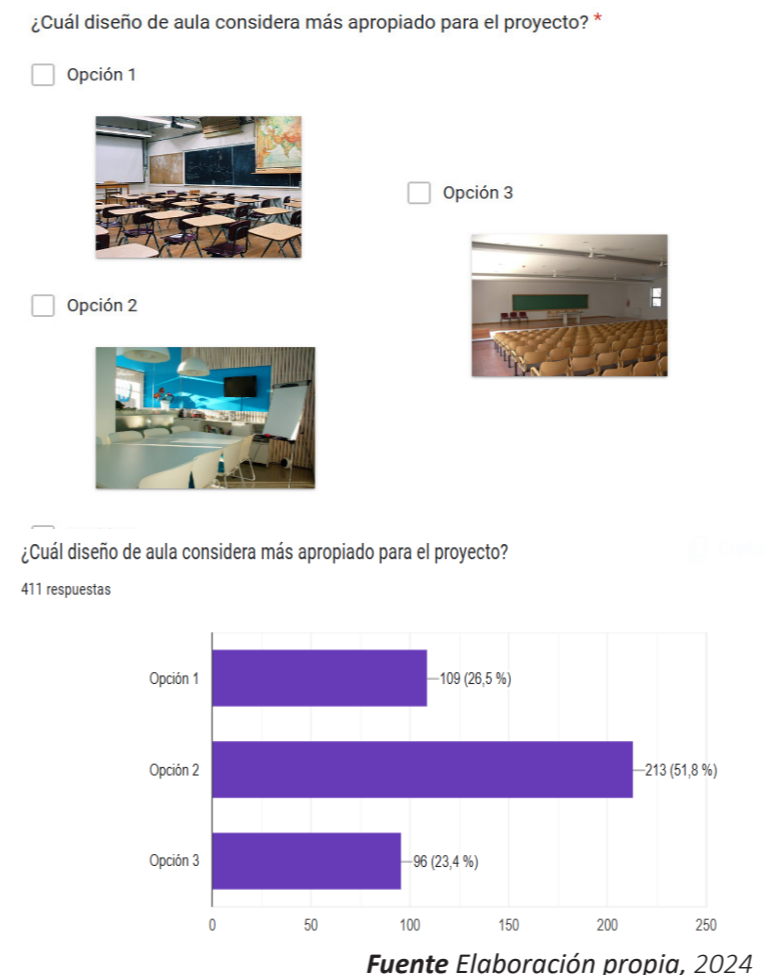 ¿Cuál diseño de aula considera más apropiado para el proyecto? *
Opción 1
Opción 2
Opción 3
¿Cuál diseño de aula considera más apropiado para el proyecto?
411 respuestas
Opción 1
109 (26,5 %)
Opción 2
213 (51,8 %)
Opción 3
96 (23,4 %)
0 50 100 150 200 250
Fuente Elaboración propia, 2024